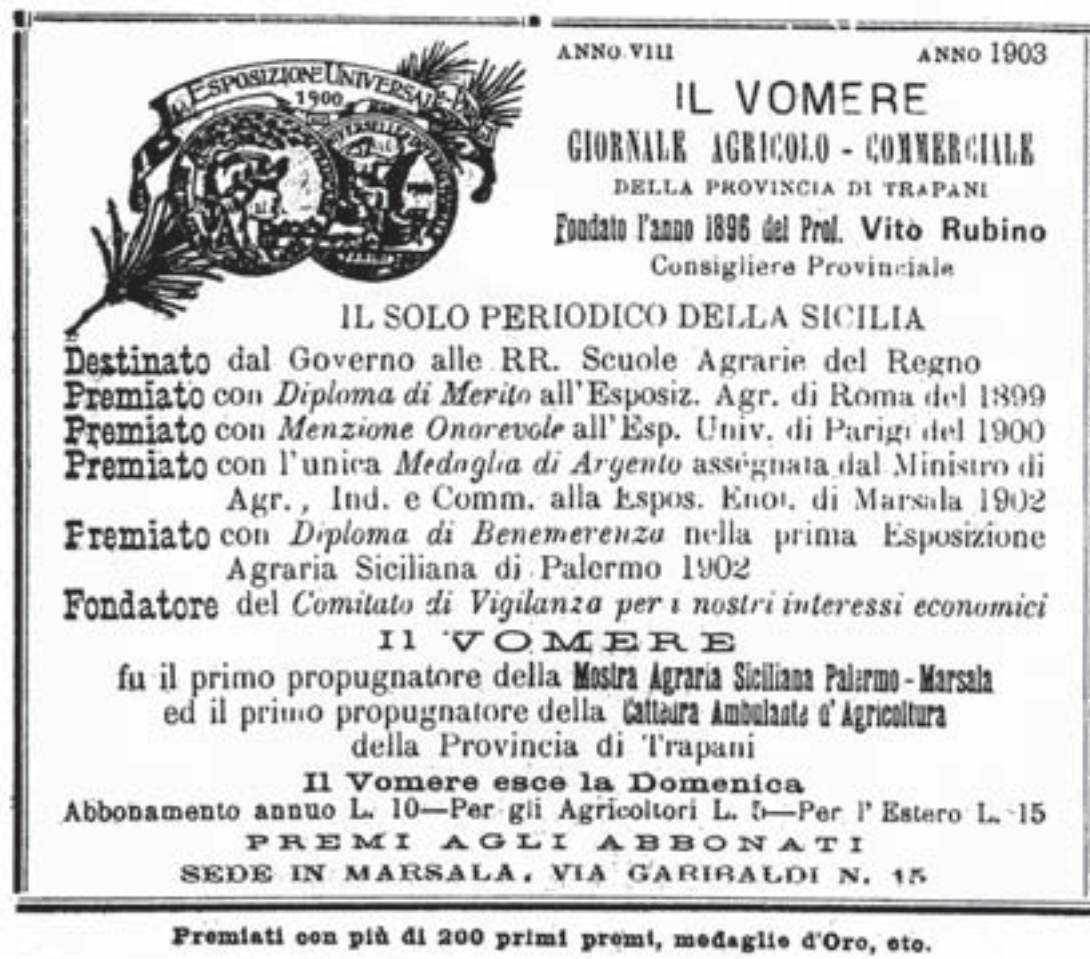 ESPOSIZIONE UNIVERSALE
1900
ANNO VIII ANNO 1903
IL VOMERE
GIORNALE AGRICOLO - COMMERCIALE
DELLA PROVINCIA DI TRAPANI
Fondato l'anno 1896 del Prof. Vito Rubino
Consigliere Provinciale
IL SOLO PERIODICO DELLA SICILIA
Destinato dal Governo alle RR. Scuole Agrarie del Regno
Premiato con Diploma di Merito all'Esposiz. Agr. di Roma del 1899
Premiato con Menzione Onorevole all'Esp. Univ. di Parigi del 1900
Premiato con l'unica Medaglia di Argento assegnata dal Ministro di
Agr., Ind. e Comm. alla Espos. Enol. di Marsala 1902
Premiato con Diploma di Benemerenza nella prima Esposizione
Agraria Siciliana di Palermo 1902
Fondatore del Comitato di Vigilanza per i nostri interessi economici
Il VOMERE
fu il primo propugnatore della Mostra Agraria Siciliana Palermo - Marsala
ed il primo propugnatore della Cattedra Ambulante d'Agricoltura
della Provincia di Trapani
Il Vomere esce la Domenica
Abbonamento annuo L. 10—Per gli Agricoltori L. 5—Per l'Estero L. 15
PREMI AGLI ABBONATI
SEDE IN MARSALA, VIA GARIBALDI N. 15
Premiati con più di 200 primi premi, medaglie d'Oro, etc.